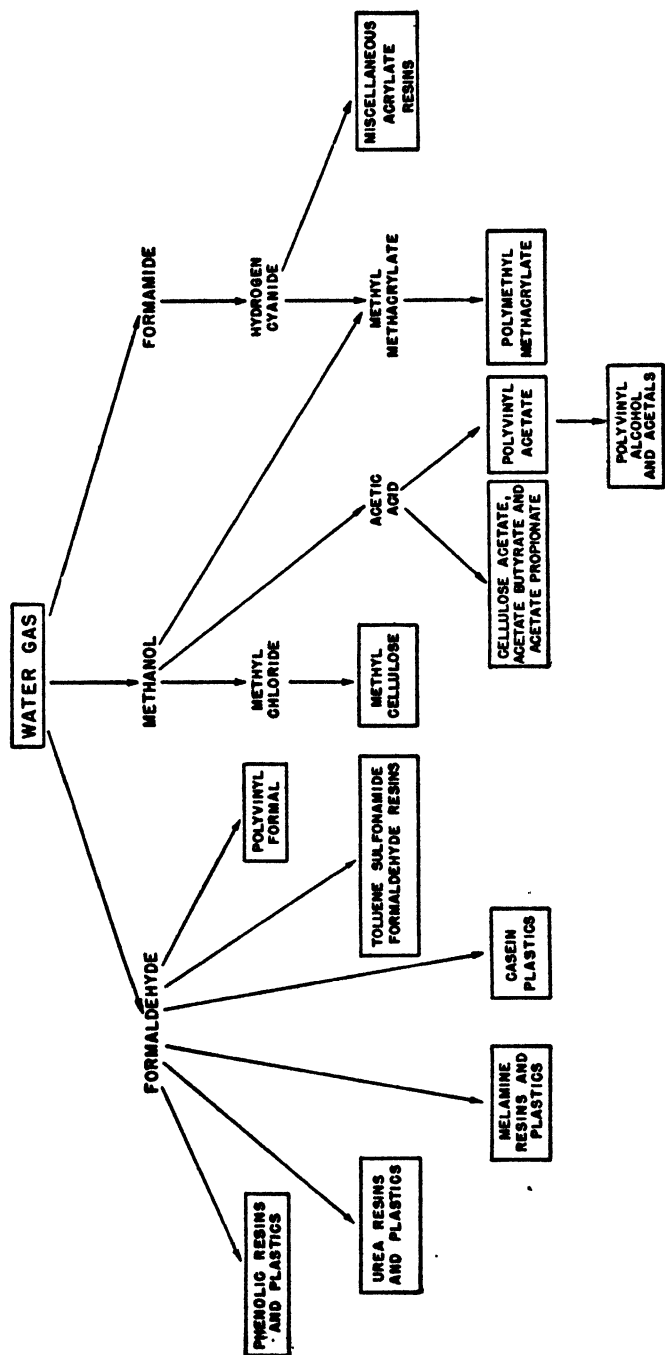 WATER GAS
FORMALDEHYDE
METHANOL
FORMAMIDE
PHENOLIC RESINS
AND PLASTICS
POLYVINYL
FORMAL
METHYL
CHLORIDE
HYDROGEN
CYANIDE
UREA RESINS
AND PLASTICS
TOLUENE SULFONAMIDE
FORMALDEHYDE RESINS
METHYL
CELLULOSE
ACETIC
ACID
METHYL
METHACRYLATE
MISCELLANEOUS
ACRYLATE
RESINS
MELAMINE
RESINS AND
PLASTICS
CASEIN
PLASTICS
CELLULOSE ACETATE,
ACETATE BUTYRATE AND
ACETATE PROPIONATE
POLYVINYL
ACETATE
POLYMETHYL
METHACRYLATE
POLYVINYL
ALCOHOL
AND ACETALS